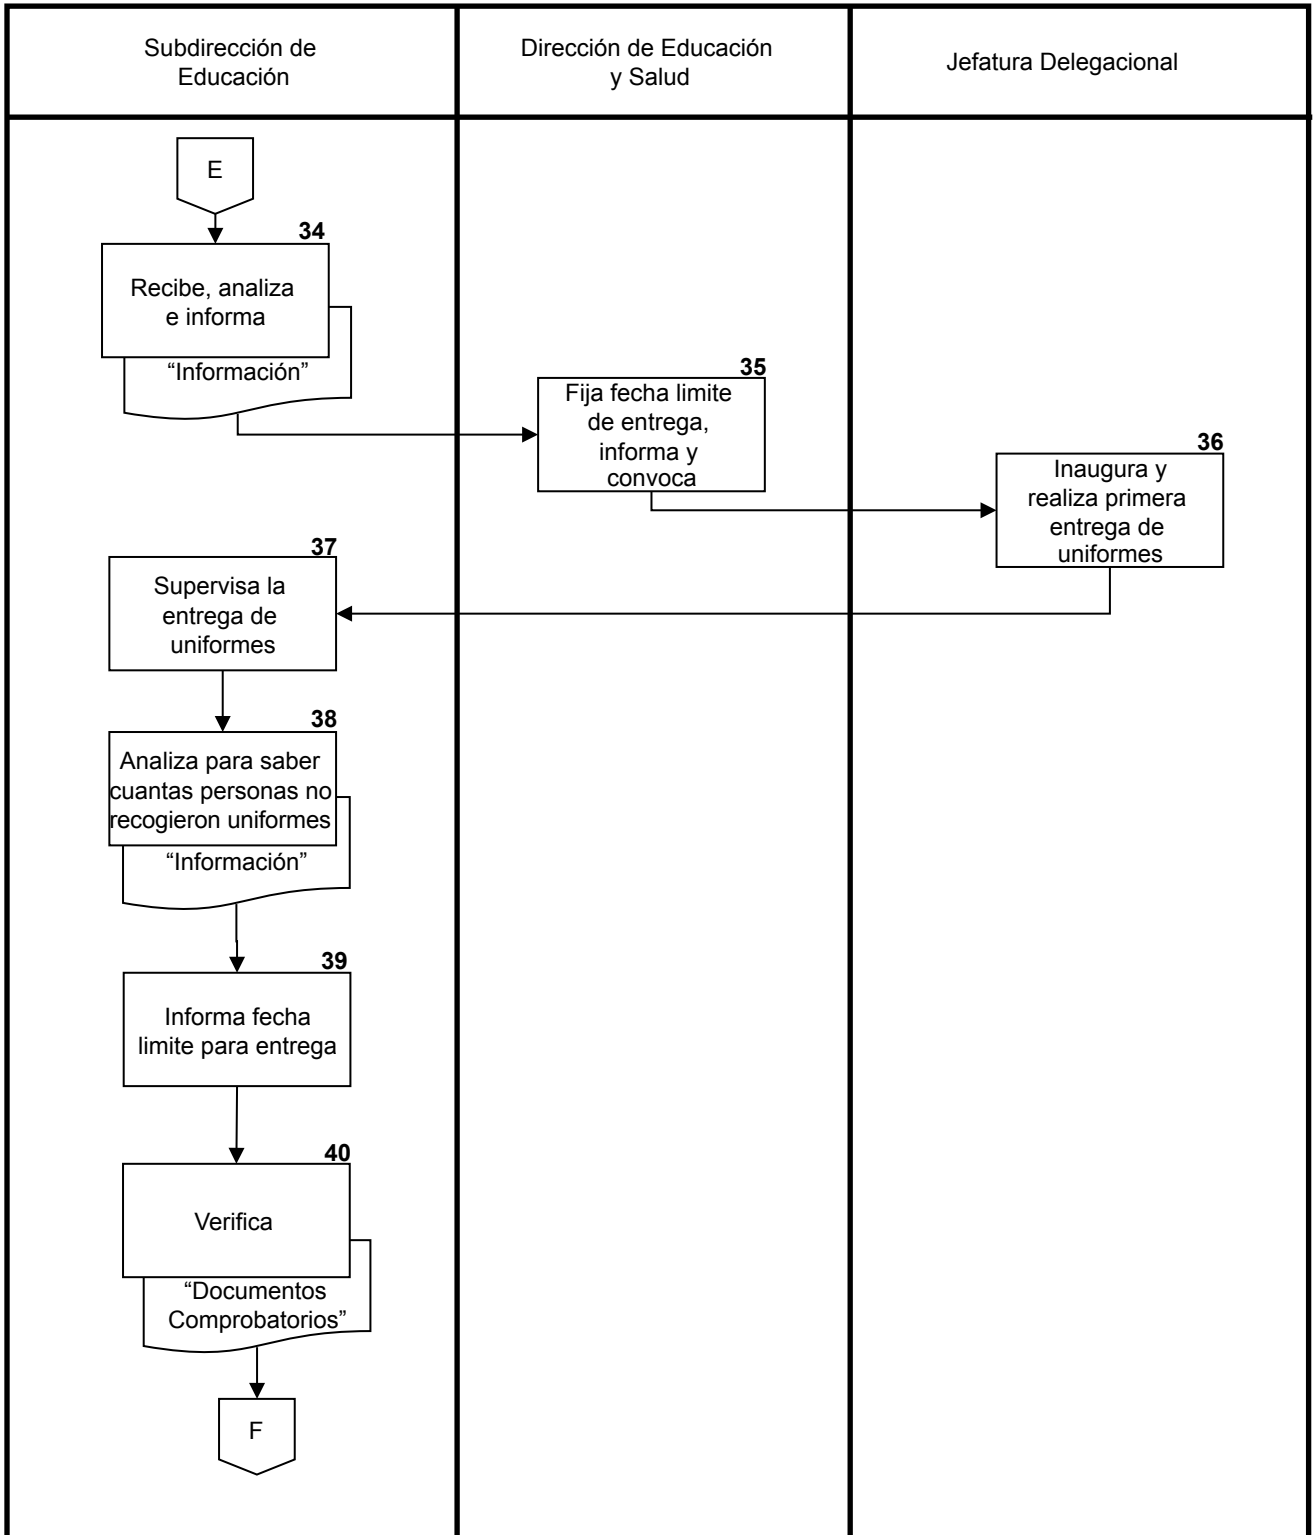 Subdirección de
Educación
Dirección de Educación
y Salud
Jefatura Delegacional
E
34
Recibe, analiza
e informa
“Información”
35
Fija fecha limite
de entrega,
informa y
convoca
36
Inaugura y
realiza primera
entrega de
uniformes
37
Supervisa la
entrega de
uniformes
38
Analiza para saber
cuantas personas no
recogieron uniformes
“Información”
39
Informa fecha
limite para entrega
40
Verifica
“Documentos
Comprobatorios”
F